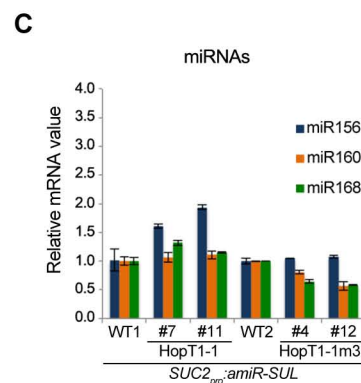 C
miRNAs
Relative mRNA value
4.0
3.5
3.0
2.5
2.0
1.5
1.0
0.5
0.0
miR156
miR160
miR168
WT1 #7 #11 WT2 #4 #12
HopT1-1 HopT1-1m3
SUC2pro:amiR-SUL